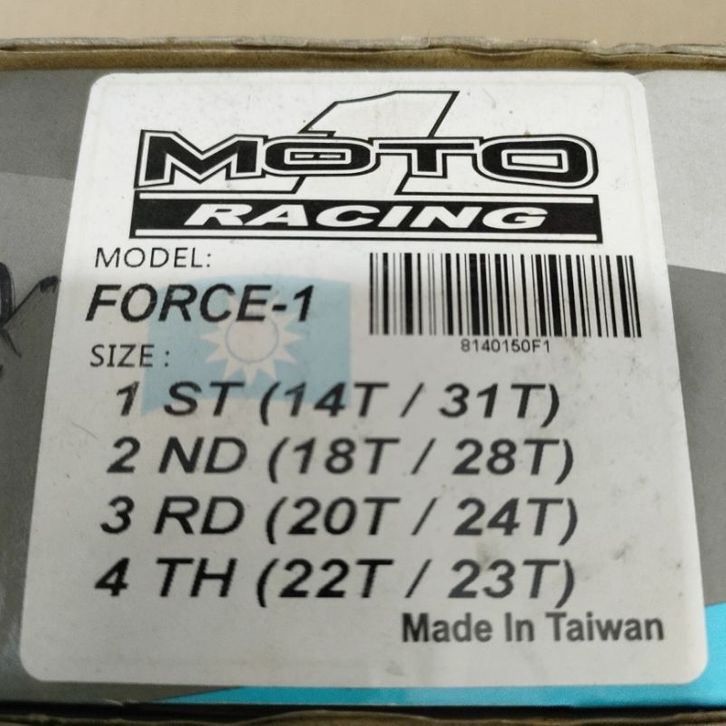 MOTO 1
RACING
MODEL:
FORCE-1
8140150F1
SIZE :
1 ST (14T / 31T)
2 ND (18T / 28T)
3 RD (20T / 24T)
4 TH (22T / 23T)
Made In Taiwan